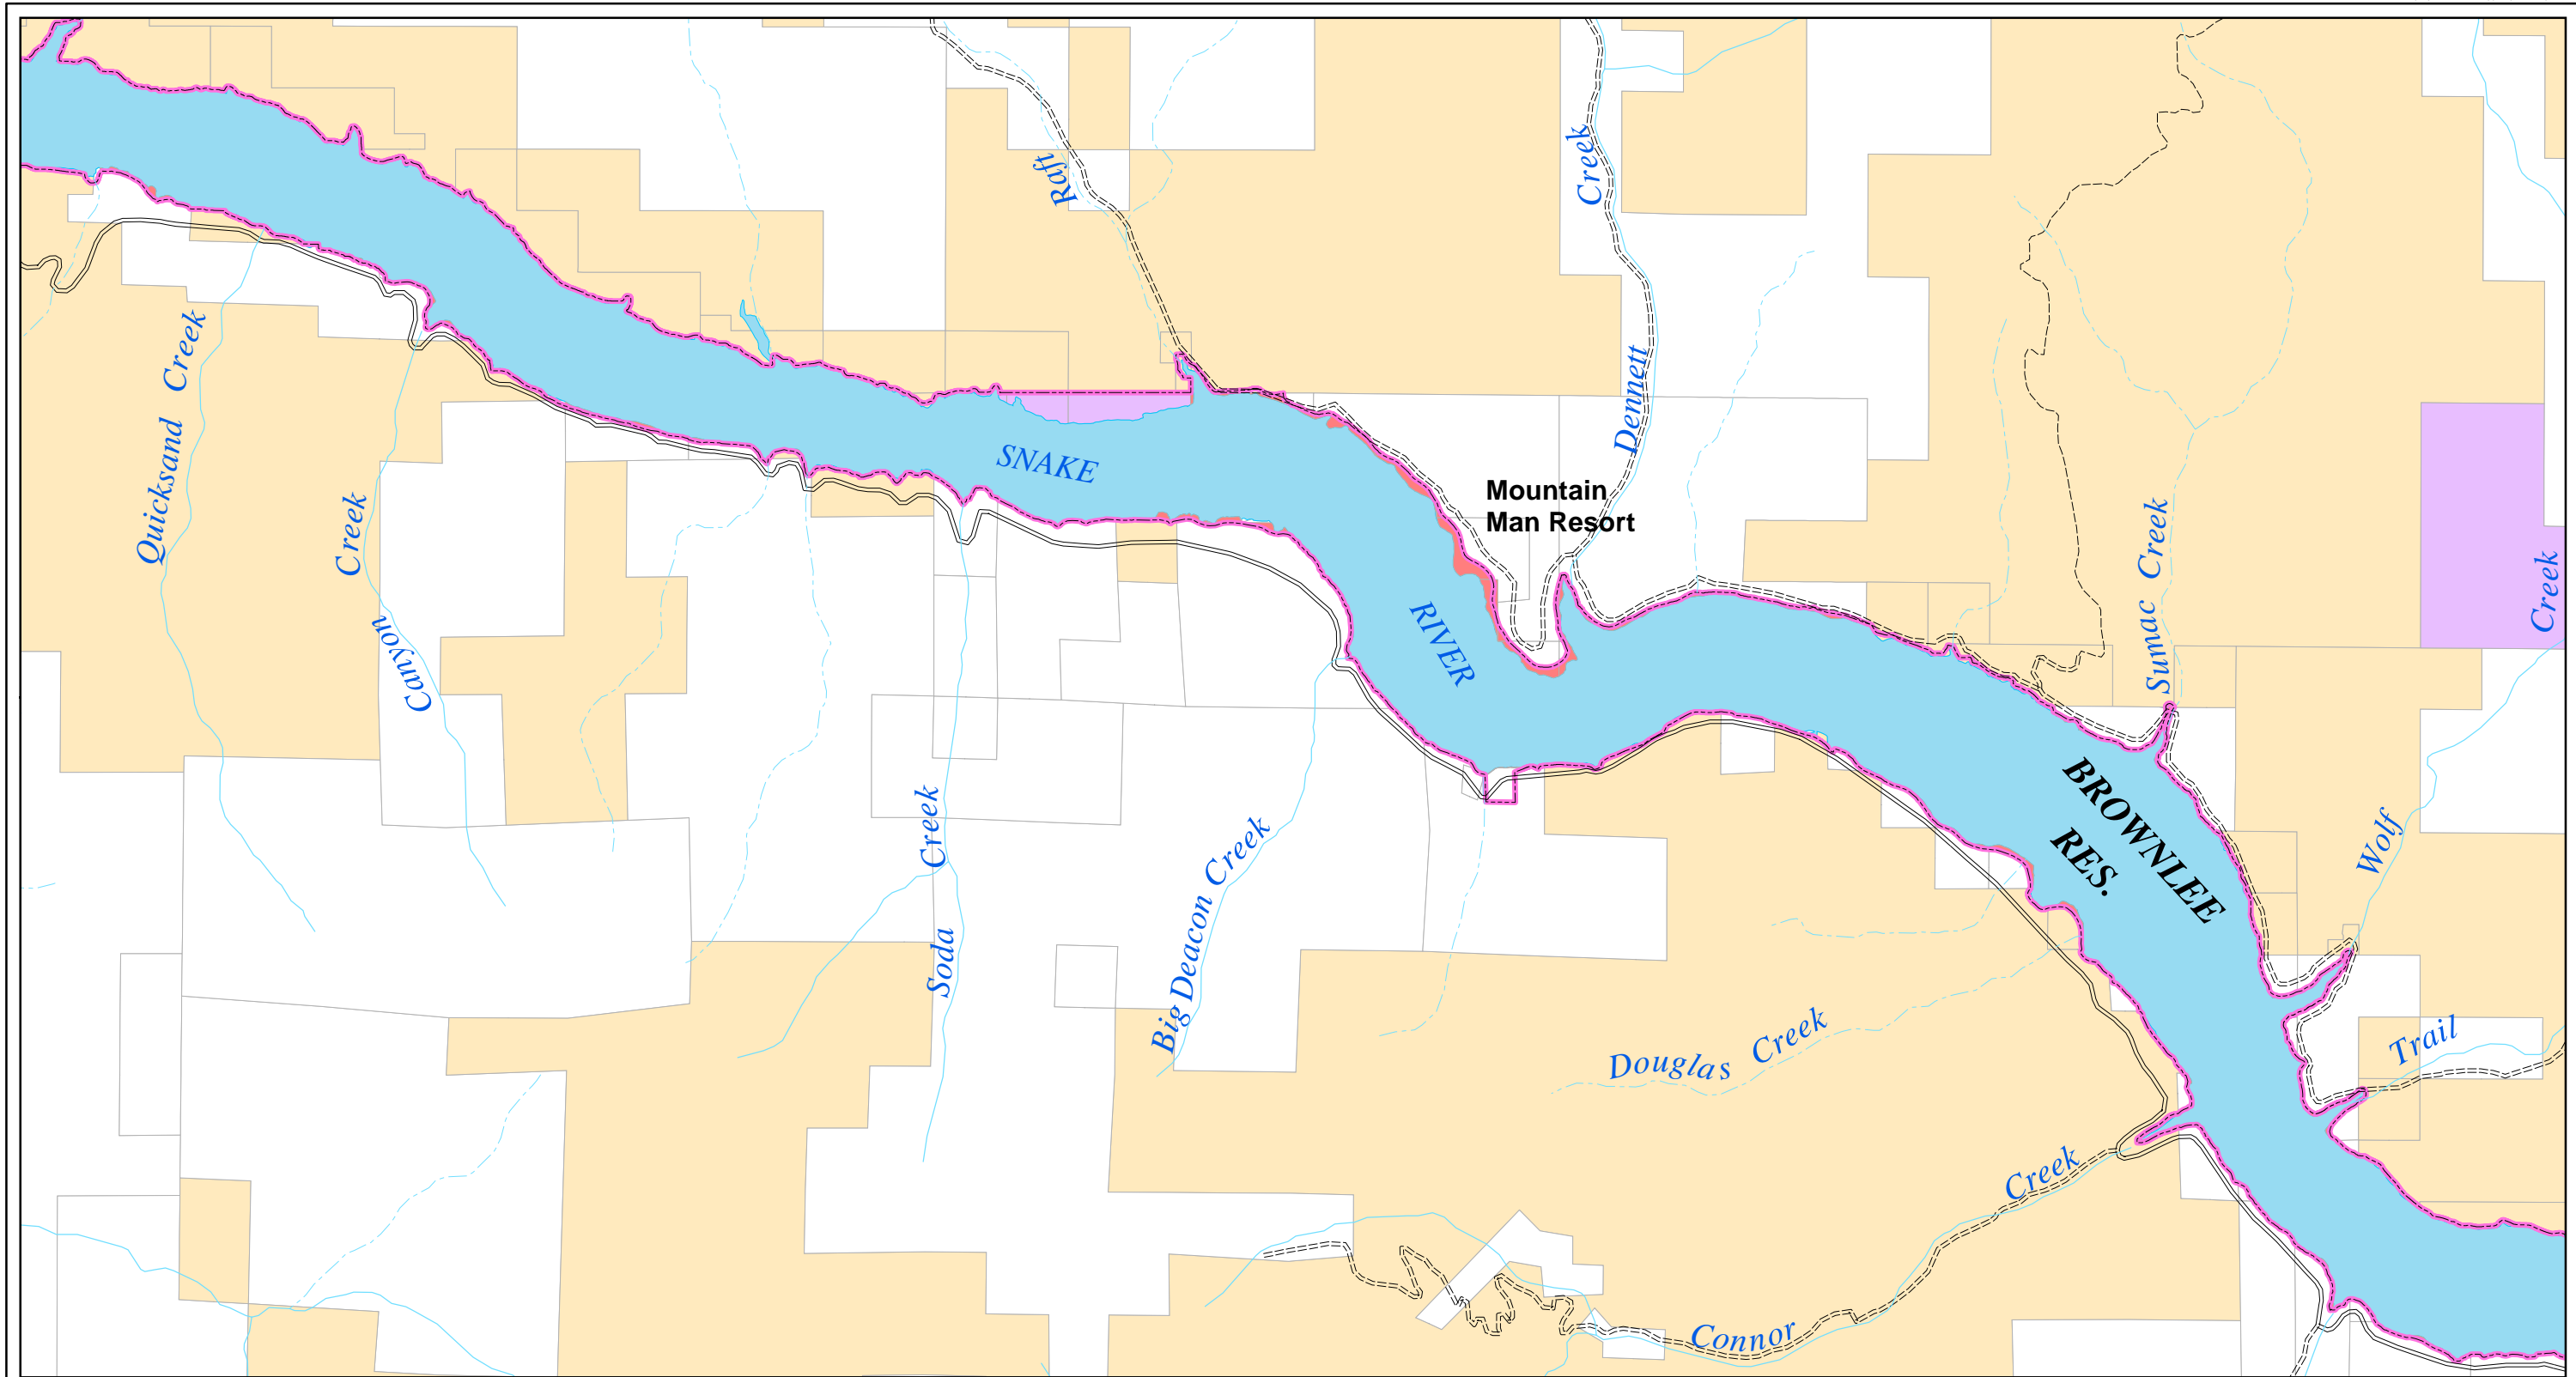 Raft
Creek
Dennett
Quicksand Creek
Creek
Canyon
SNAKE
RIVER
Mountain
Man Resort
Sumac Creek
Creek
BROWNLEE
RES.
Wolf
Trail
Soda Creek
Big Deacon Creek
Douglas Creek
Creek
Connor